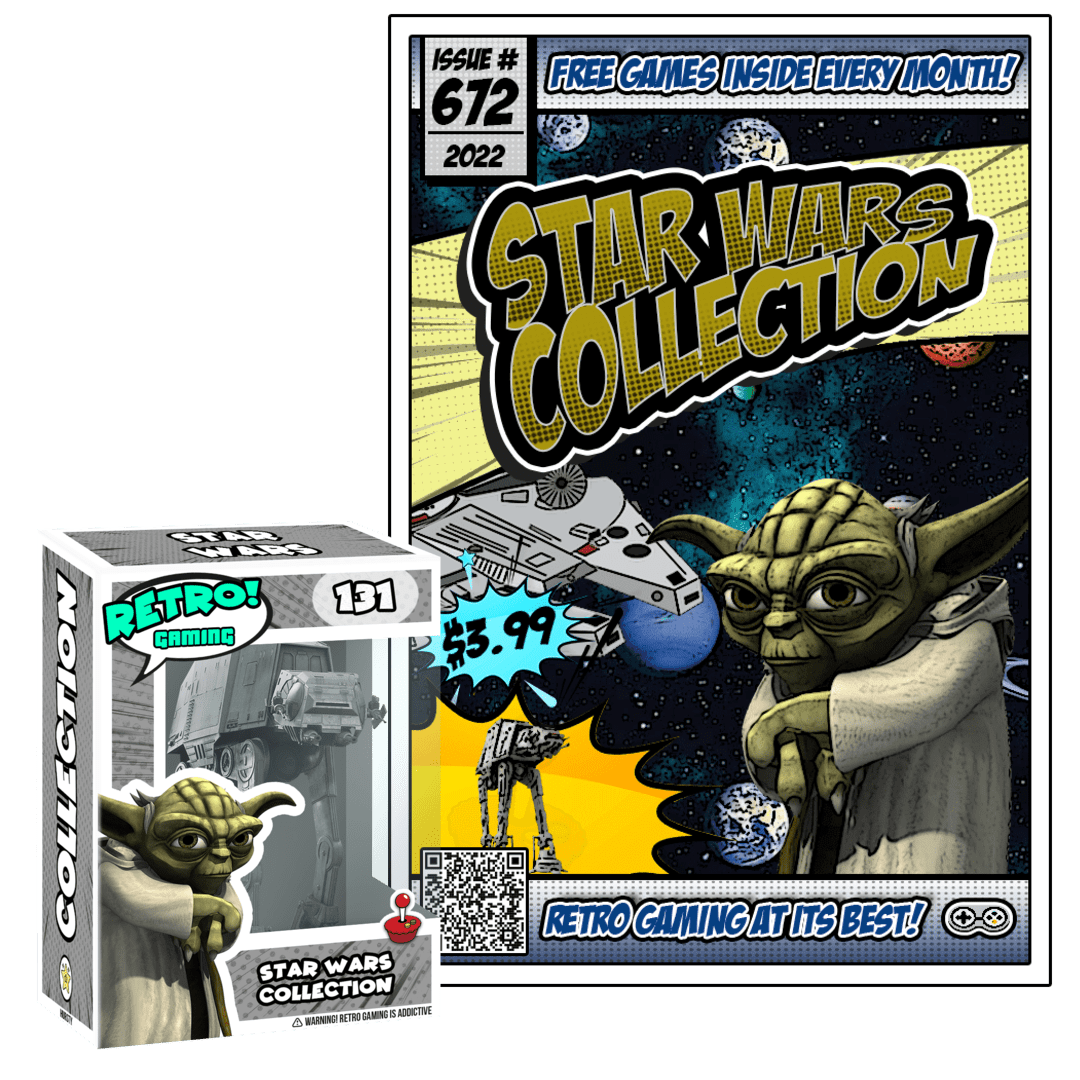 ISSUE #
672
2022
FREE GAMES INSIDE EVERY MONTH!
STAR WARS
COLLECTION
$3.99
RETRO GAMING AT ITS BEST!
STAR
WARS
COLLECTION
RETRO!
GAMING
131
STAR WARS
COLLECTION
WARNING! RETRO GAMING IS ADDICTIVE